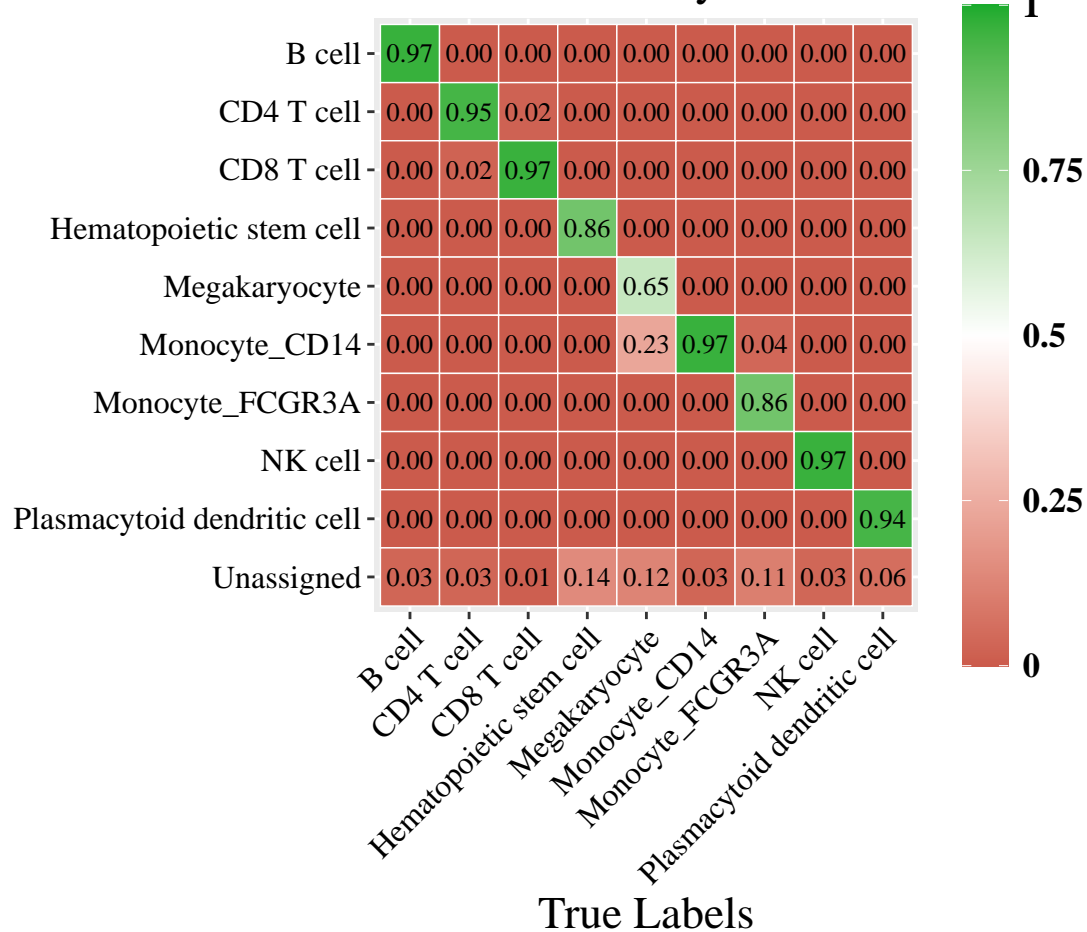 1
B cell 0.97 0.00 0.00 0.00 0.00 0.00 0.00 0.00 0.00
CD4 T cell 0.00 0.95 0.02 0.00 0.00 0.00 0.00 0.00 0.00
CD8 T cell 0.00 0.02 0.97 0.00 0.00 0.00 0.00 0.00 0.00
0.75
Hematopoietic stem cell 0.00 0.00 0.00 0.86 0.00 0.00 0.00 0.00 0.00
Megakaryocyte 0.00 0.00 0.00 0.00 0.65 0.00 0.00 0.00 0.00
0.5
Monocyte_CD14 0.00 0.00 0.00 0.00 0.23 0.97 0.04 0.00 0.00
Monocyte_FCGR3A 0.00 0.00 0.00 0.00 0.00 0.00 0.86 0.00 0.00
NK cell 0.00 0.00 0.00 0.00 0.00 0.00 0.00 0.97 0.00
0.25
Plasmacytoid dendritic cell 0.00 0.00 0.00 0.00 0.00 0.00 0.00 0.00 0.94
Unassigned 0.03 0.03 0.01 0.14 0.12 0.03 0.11 0.03 0.06
0
B cell
CD4 T cell
CD8 T cell
Hematopoietic stem cell
Megakaryocyte
Monocyte_CD14
Monocyte_FCGR3A
NK cell
Plasmacytoid dendritic cell
True Labels